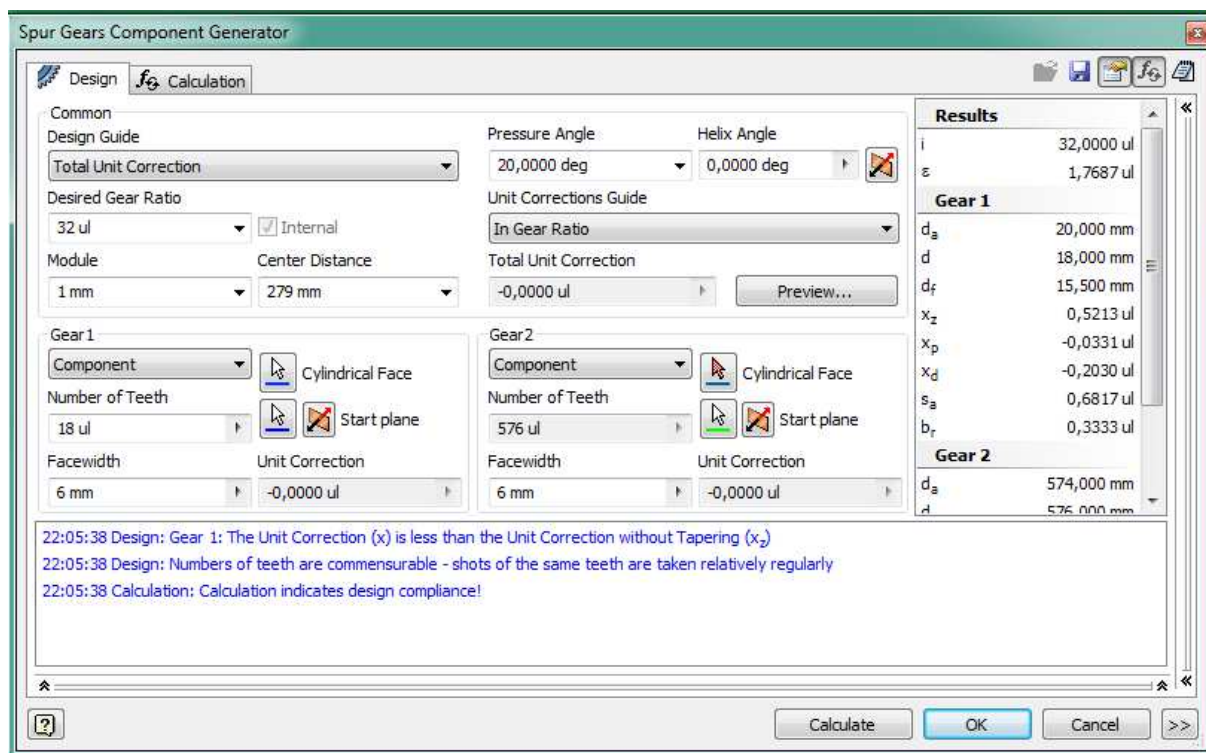 Spur Gears Component Generator
Design
Calculation
Common
Design Guide
Total Unit Correction
Pressure Angle
Helix Angle
20,0000 deg
0,0000 deg
Desired Gear Ratio
32 ul
Internal
Unit Corrections Guide
In Gear Ratio
Module
Center Distance
Total Unit Correction
1 mm
279 mm
-0,0000 ul
Preview...
Gear1
Component
Cylindrical Face
Number of Teeth
18 ul
Start plane
Facewidth
Unit Correction
6 mm
-0,0000 ul
Gear2
Component
Cylindrical Face
Number of Teeth
576 ul
Start plane
Facewidth
Unit Correction
6 mm
-0,0000 ul
Results
i 32,0000 ul
ε 1,7687 ul
Gear 1
da 20,000 mm
d 18,000 mm
df 15,500 mm
xz 0,5213 ul
xp -0,0331 ul
xd -0,2030 ul
sa 0,6817 ul
br 0,3333 ul
Gear 2
da 574,000 mm
d 576,000 mm
22:05:38 Design: Gear 1: The Unit Correction (x) is less than the Unit Correction without Tapering (xz)
22:05:38 Design: Numbers of teeth are commensurable - shots of the same teeth are taken relatively regularly
22:05:38 Calculation: Calculation indicates design compliance!
Calculate
OK
Cancel
>>